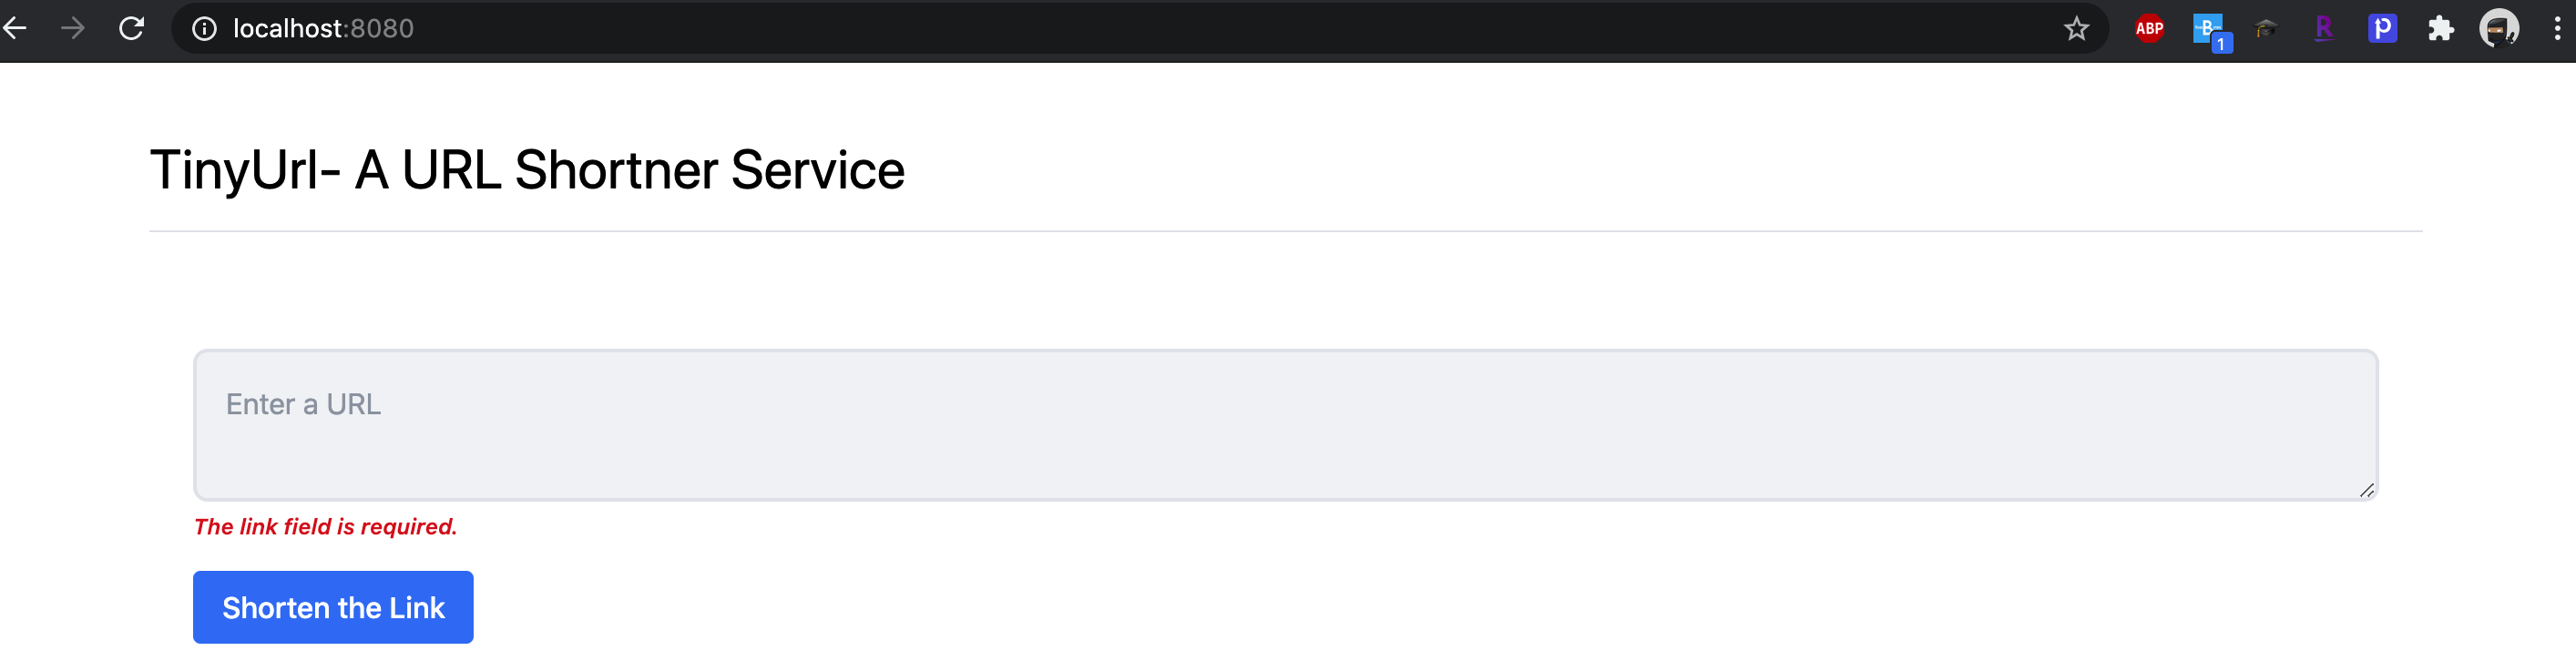 localhost:8080
ABP
B
1
R
p
TinyUrl- A URL Shortner Service
Enter a URL
The link field is required.
Shorten the Link